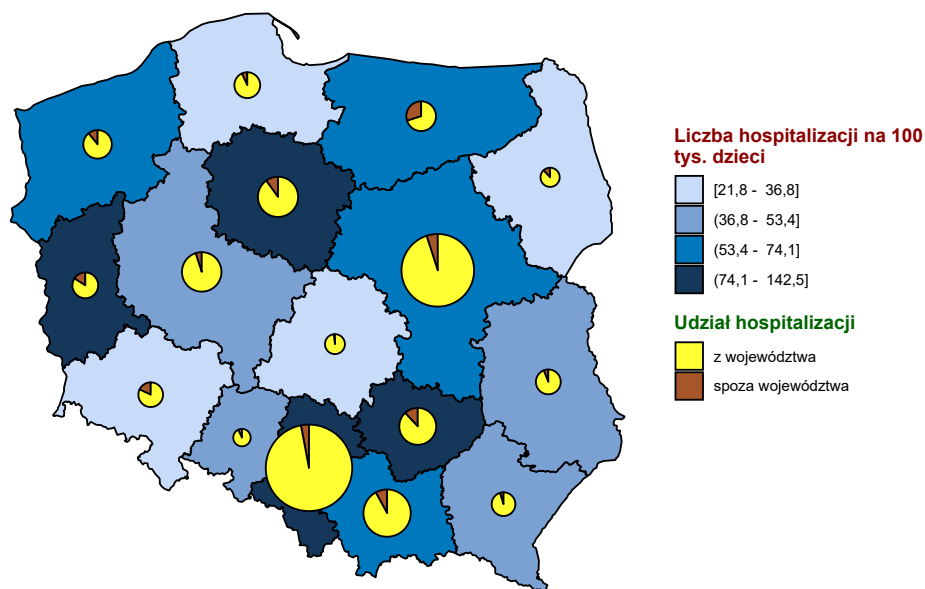 Liczba hospitalizacji na 100
tys. dzieci
[21,8 - 36,8]
(36,8 - 53,4]
(53,4 - 74,1]
(74,1 - 142,5]
Udział hospitalizacji
z województwa
spoza województwa